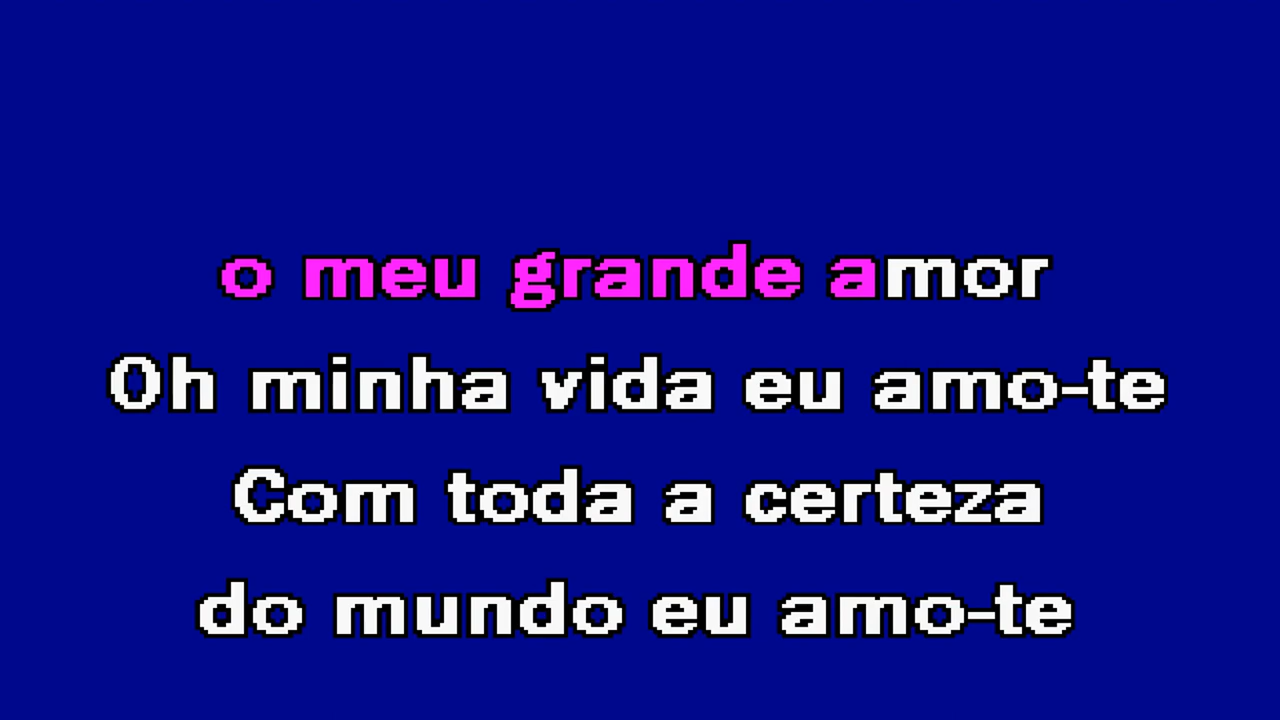 o meu grande amor
Oh minha vida eu amo-te
Com toda a certeza
do mundo eu amo-te